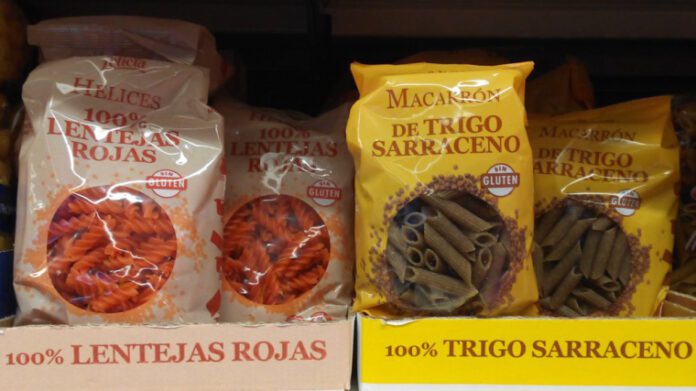 Felicia
HÉLICES
100%
LENTEJAS
ROJAS
SIN
GLUTEN
100%
LENTEJAS
ROJAS
SIN
GLUTEN
MACARRÓN
DE TRIGO
SARRACENO
SIN
GLUTEN
MACARRÓN
DE TRIGO
SARRACENO
SIN
GLUTEN
100% LENTEJAS ROJAS
100% TRIGO SARRACENO